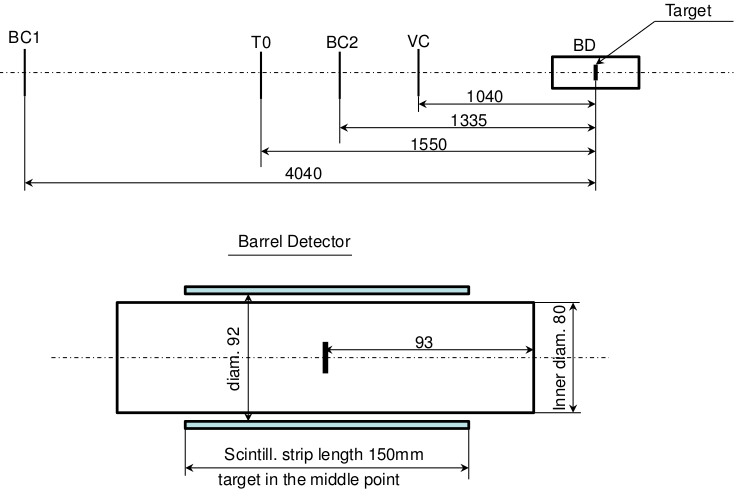 Target
BC1
T0
BC2
VC
BD
1040
1335
1550
4040
Barrel Detector
diam. 92
93
Inner diam. 80
Scintill. strip length 150mm
target in the middle point